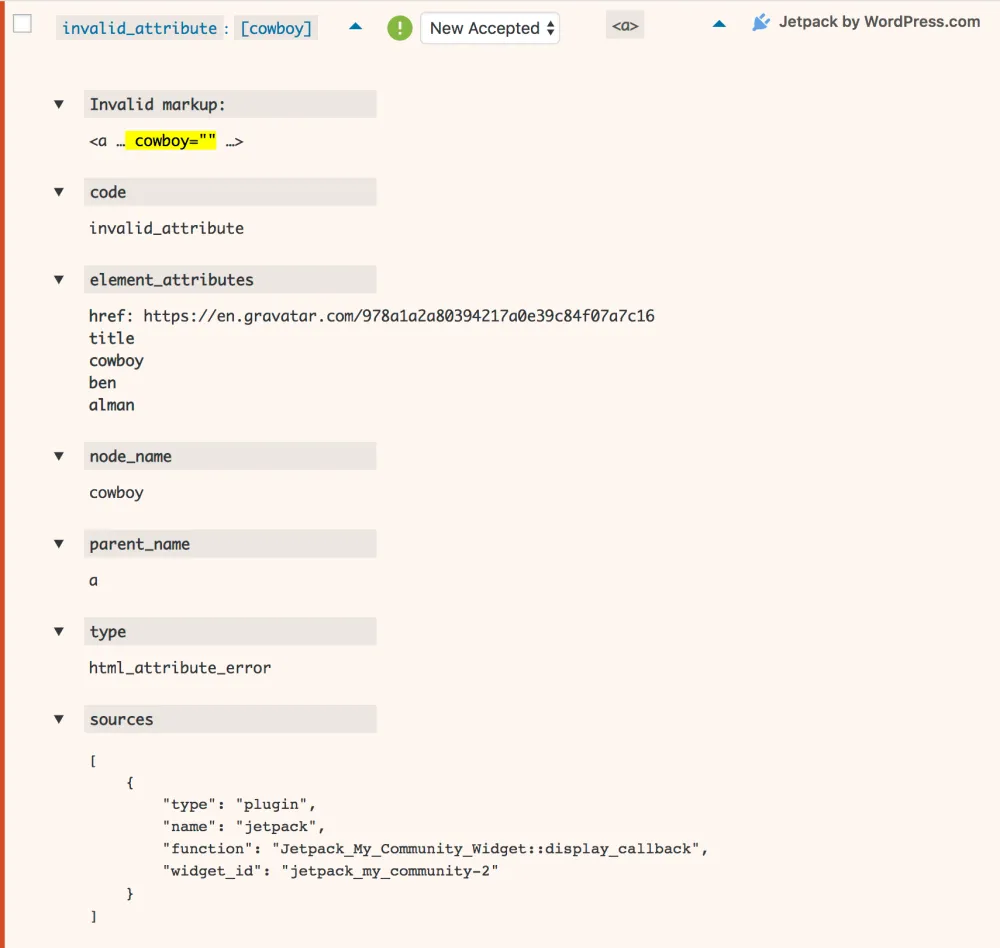 invalid_attribute : [cowboy] New Accepted <a> Jetpack by WordPress.com
Invalid markup:
<a … cowboy="" …>
code
invalid_attribute
element_attributes
href: https://en.gravatar.com/978a1a2a80394217a0e39c84f07a7c16
title
cowboy
ben
alman
node_name
cowboy
parent_name
a
type
html_attribute_error
sources
[
{
"type": "plugin",
"name": "jetpack",
"function": "Jetpack_My_Community_Widget::display_callback",
"widget_id": "jetpack_my_community-2"
}
]